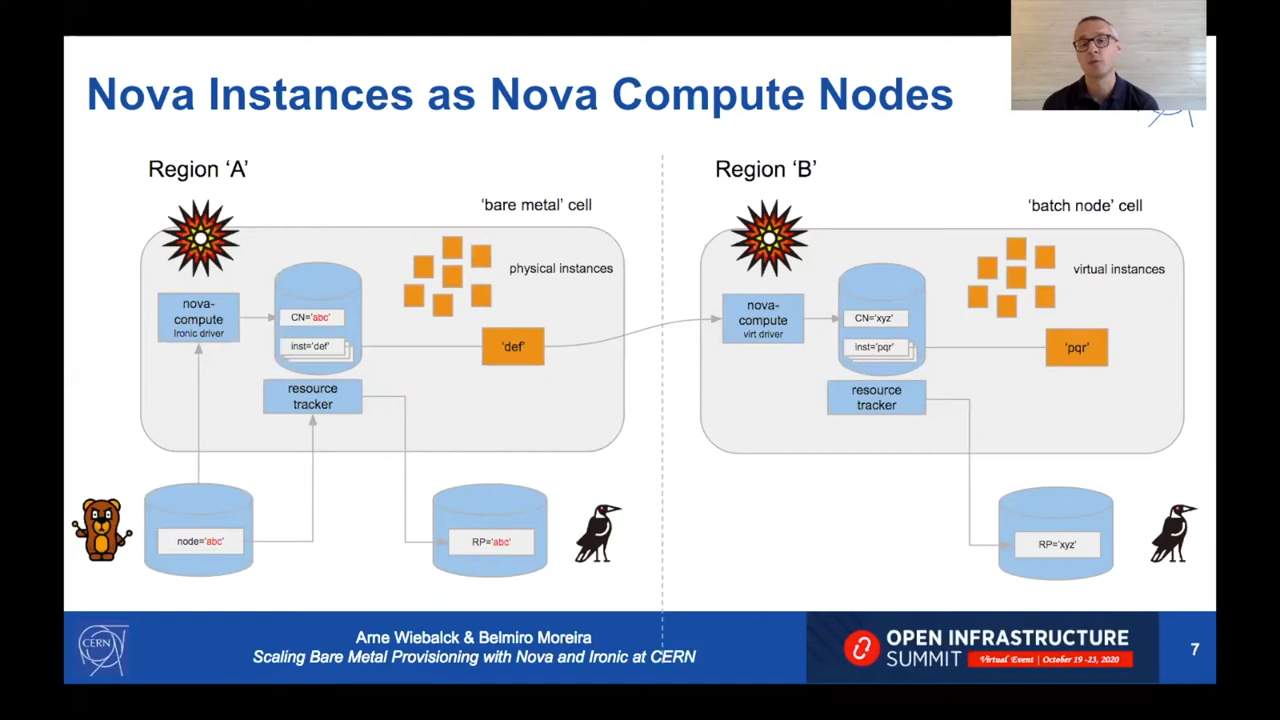 Nova Instances as Nova Compute Nodes
Region ‘A’
‘bare metal’ cell
physical instances
nova-
compute
Ironic driver
CN='abc'
inst='def'
‘def’
resource
tracker
node='abc'
RP='abc'
Region ‘B’
‘batch node’ cell
virtual instances
nova-
compute
virt driver
CN='xyz'
inst='pqr'
‘pqr’
resource
tracker
RP='xyz'
CERN
Arne Wiebalck & Belmiro Moreira
Scaling Bare Metal Provisioning with Nova and Ironic at CERN
OPEN INFRASTRUCTURE
SUMMIT
Virtual Event | October 19 -23, 2020
7